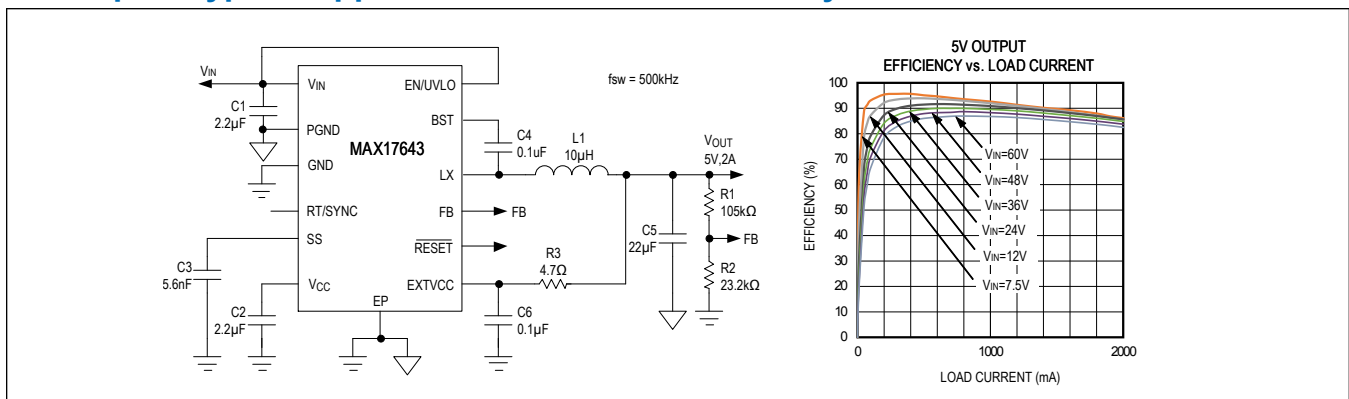 VIN
C1
2.2µF
VIN
PGND
GND
RT/SYNC
SS
VCC
MAX17643
EP
EN/UVLO
BST
LX
FB
RESET
EXTVCC
C3
5.6nF
C2
2.2µF
fsw = 500kHz
C4
0.1uF
L1
10µH
FB
R3
4.7Ω
C6
0.1µF
VOUT
5V,2A
C5
22µF
R1
105kΩ
FB
R2
23.2kΩ
5V OUTPUT
EFFICIENCY vs. LOAD CURRENT
EFFICIENCY (%)
100
90
80
70
60
50
40
30
20
10
0
VIN=60V
VIN=48V
VIN=36V
VIN=24V
VIN=12V
VIN=7.5V
0
1000
2000
LOAD CURRENT (mA)